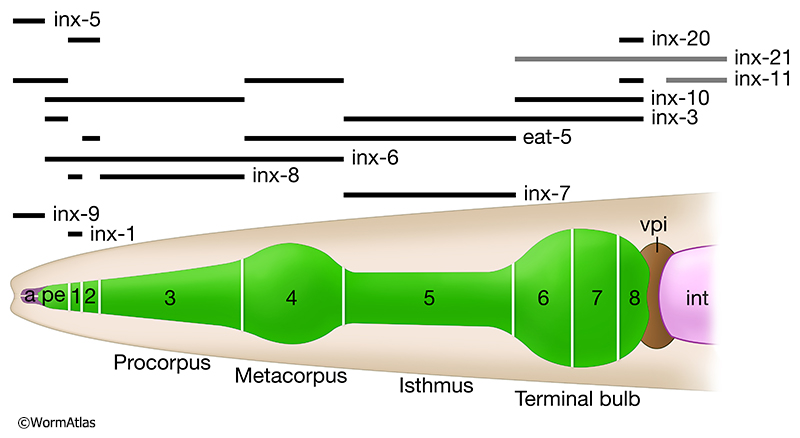 inx-5
inx-20
inx-21
inx-11
inx-10
inx-3
eat-5
inx-6
inx-8
inx-7
inx-9
inx-1
vpi
a pe 1 2 3 4 5 6 7 8 int
Procorpus
Metacorpus
Isthmus
Terminal bulb
©WormAtlas